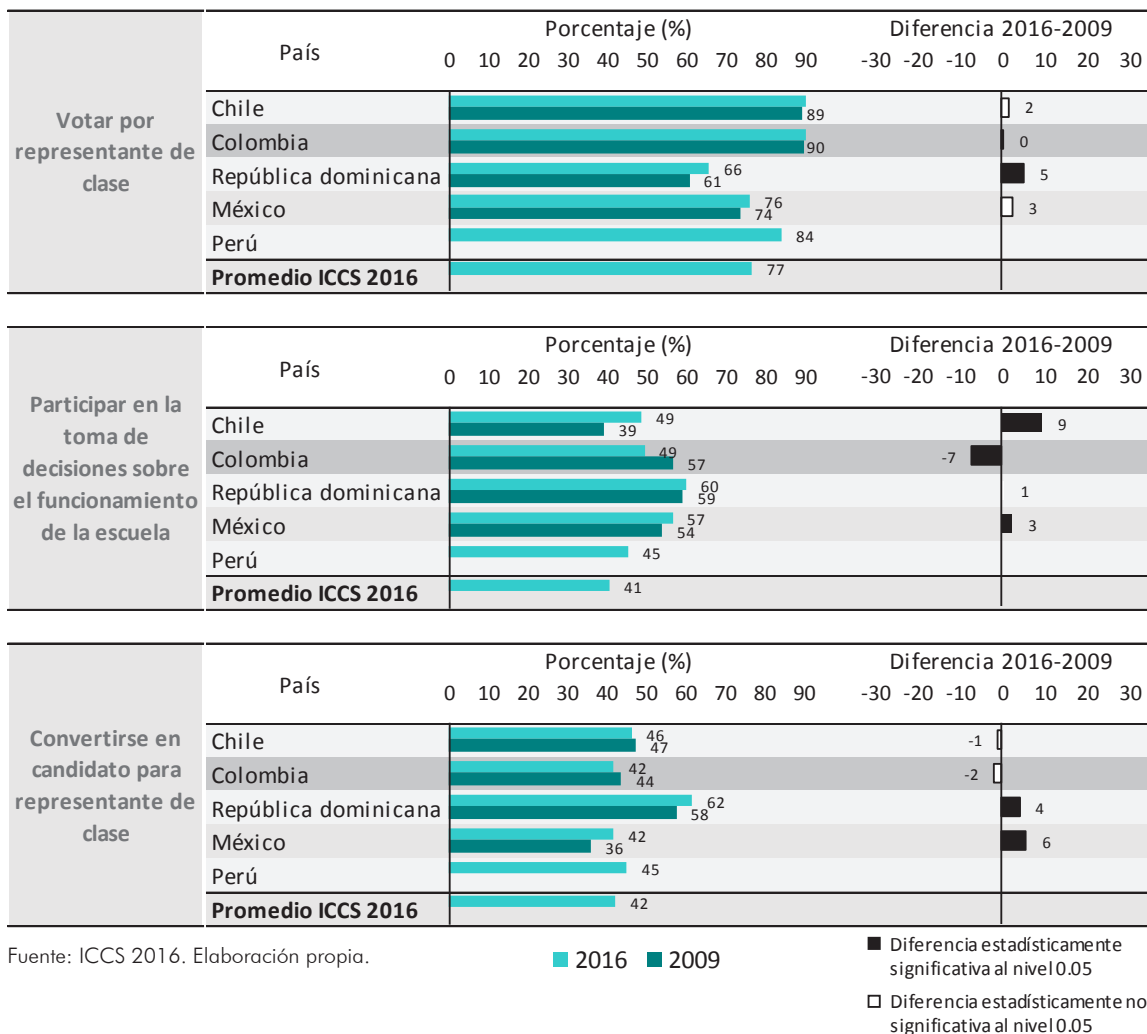 Votar por
representante de
clase
País
Porcentaje (%)
0 10 20 30 40 50 60 70 80 90
Diferencia 2016-2009
-30 -20 -10 0 10 20 30
Chile 89 2
Colombia 90 0
República dominicana 66 61 5
México 76 74 3
Perú 84
Promedio ICCS 2016 77
Participar en la
toma de
decisiones sobre
el funcionamiento
de la escuela
País
Porcentaje (%)
0 10 20 30 40 50 60 70 80 90
Diferencia 2016-2009
-30 -20 -10 0 10 20 30
Chile 49 39 9
Colombia 49 57 -7
República dominicana 60 59 1
México 57 54 3
Perú 45
Promedio ICCS 2016 41
Convertirse en
candidato para
representante de
clase
País
Porcentaje (%)
0 10 20 30 40 50 60 70 80 90
Diferencia 2016-2009
-30 -20 -10 0 10 20 30
Chile 46 47 -1
Colombia 42 44 -2
República dominicana 62 58 4
México 42 36 6
Perú 45
Promedio ICCS 2016 42
Fuente: ICCS 2016. Elaboración propia.
2016 2009
Diferencia estadísticamente
significativa al nivel 0.05
Diferencia estadísticamente no
significativa al nivel 0.05